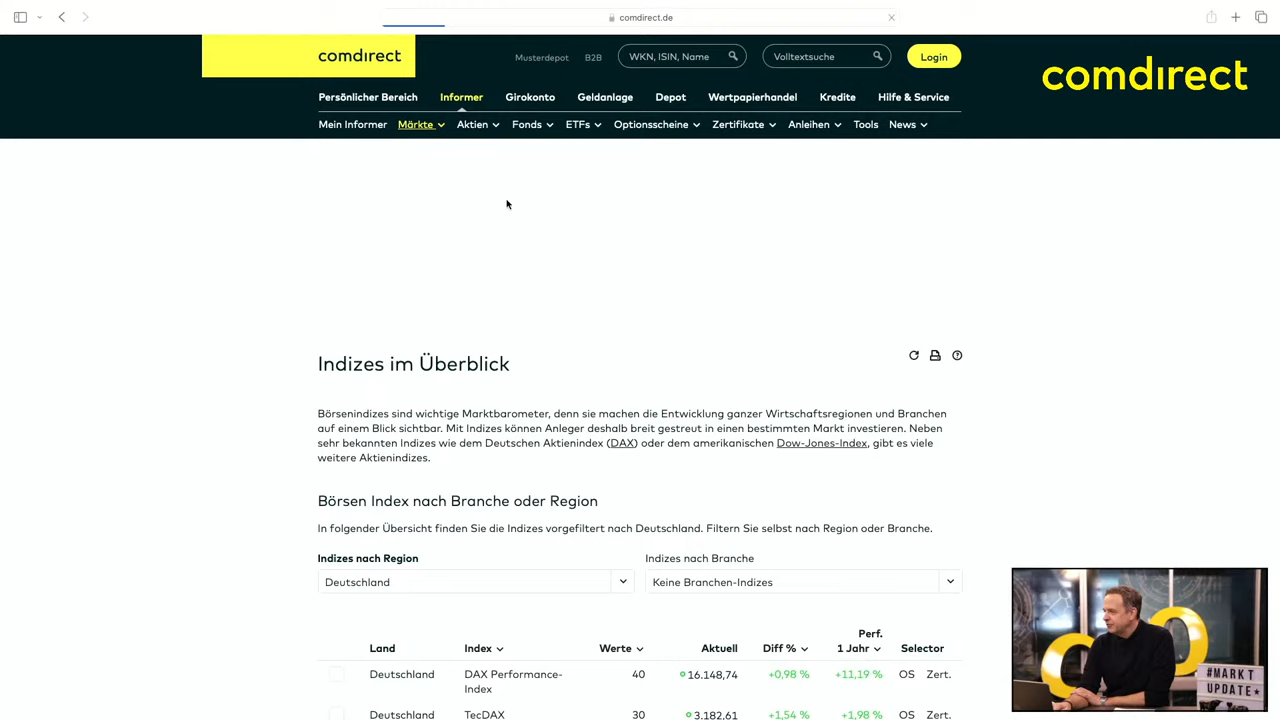 comdirect.de
comdirect
Musterdepot
B2B
WKN, ISIN, Name
Volltextsuche
Login
comdirect
Persönlicher Bereich
Informer
Girokonto
Geldanlage
Depot
Wertpapierhandel
Kredite
Hilfe & Service
Mein Informer
Märkte
Aktien
Fonds
ETFs
Optionsscheine
Zertifikate
Anleihen
Tools
News
Indizes im Überblick
Börsenindizes sind wichtige Marktbarometer, denn sie machen die Entwicklung ganzer Wirtschaftsregionen und Branchen
auf einem Blick sichtbar. Mit Indizes können Anleger deshalb breit gestreut in einen bestimmten Markt investieren. Neben
sehr bekannten Indizes wie dem Deutschen Aktienindex (DAX) oder dem amerikanischen Dow-Jones-Index, gibt es viele
weitere Aktienindizes.
Börsen Index nach Branche oder Region
In folgender Übersicht finden Sie die Indizes vorgefiltert nach Deutschland. Filtern Sie selbst nach Region oder Branche.
Indizes nach Region
Indizes nach Branche
Deutschland
Keine Branchen-Indizes
Land
Index
Werte
Aktuell
Diff %
Perf.
1 Jahr
Selector
Deutschland
DAX Performance-
Index
40
16.148,74
+0,98 %
+11,19 %
OS
Zert.
Deutschland
TecDAX
30
3.182,61
+1,54 %
+1,98 %
OS
Zert.
#MARKT
UPDATE